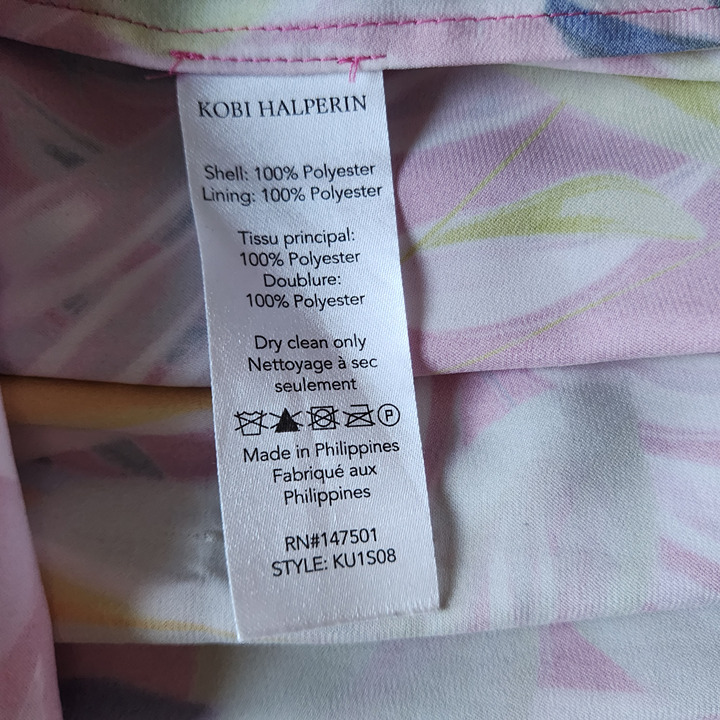 KOBI HALPERIN
Shell: 100% Polyester
Lining: 100% Polyester
Tissu principal:
100% Polyester
Doublure:
100% Polyester
Dry clean only
Nettoyage à sec
seulement
P
Made in Philippines
Fabriqué aux
Philippines
RN#147501
STYLE: KU1S08